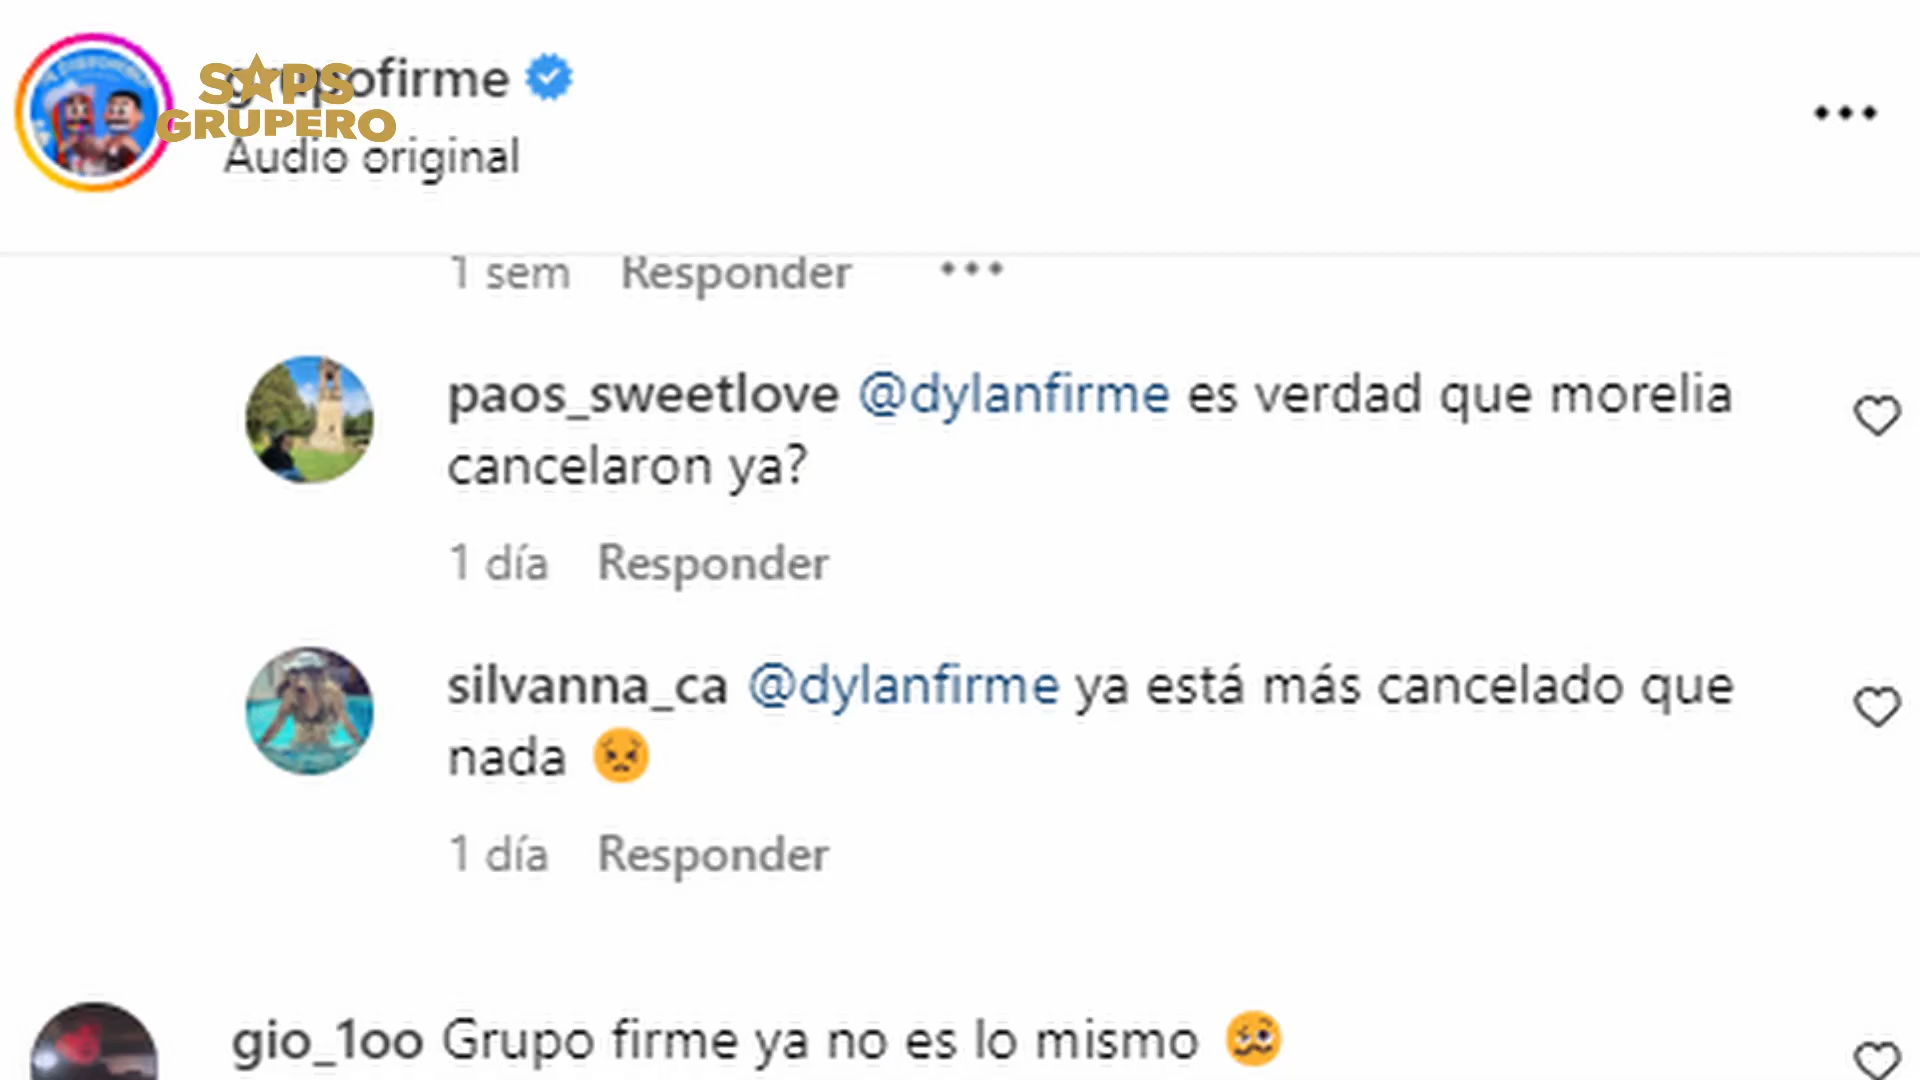 grupofirme
SAPS
GRUPERO
Audio original
1 sem Responder
paos_sweetlove @dylanfirme es verdad que morelia
cancelaron ya?
1 día Responder
silvanna_ca @dylanfirme ya está más cancelado que
nada 😣
1 día Responder
gio_1oo Grupo firme ya no es lo mismo 🥴